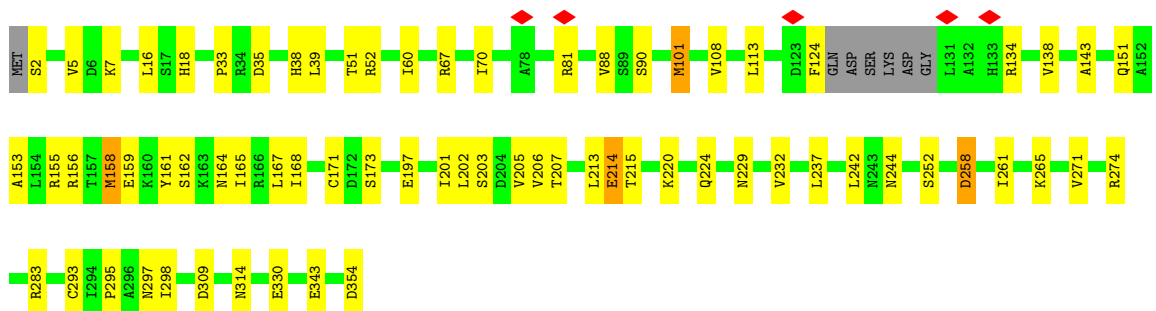 MET S2 V5 D6 K7 L16 S17 H18 P33 R34 D35 H38 L39 T51 R52 I60 R67 I70 A78 R81 V88 S89 S90 M101 V108 L113 D123 F124 GLN ASP SER LYS ASP GLY L131 A132 H133 R134 V138 A143 Q151 A152
A153 L154 R155 R156 T157 M158 E159 K160 Y161 S162 K163 N164 I165 R166 L167 I168 C171 D172 S173 E197 I201 L202 S203 D204 V205 V206 T207 L213 E214 T215 K220 Q224 N229 V232 L237 L242 N243 N244 S252 D258 I261 K265 V271 R274
R283 C293 I294 P295 A296 N297 I298 D309 N314 E330 E343 D354